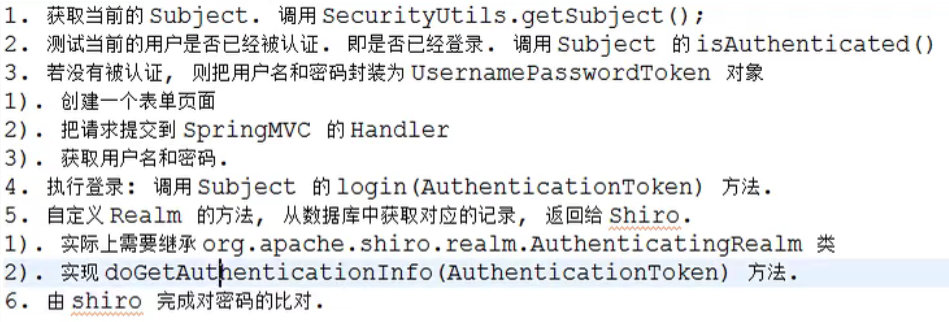 1. 获取当前的 Subject. 调用 SecurityUtils.getSubject();
2. 测试当前的用户是否已经被认证. 即是否已经登录. 调用 Subject 的 isAuthenticated()
3. 若没有被认证, 则把用户名和密码封装为 UsernamePasswordToken 对象
1). 创建一个表单页面
2). 把请求提交到 SpringMVC 的 Handler
3). 获取用户名和密码.
4. 执行登录: 调用 Subject 的 login(AuthenticationToken) 方法.
5. 自定义 Realm 的方法, 从数据库中获取对应的记录, 返回给 Shiro.
1). 实际上需要继承 org.apache.shiro.realm.AuthenticatingRealm 类
2). 实现 doGetAuthenticationInfo(AuthenticationToken) 方法.
6. 由 shiro 完成对密码的比对.